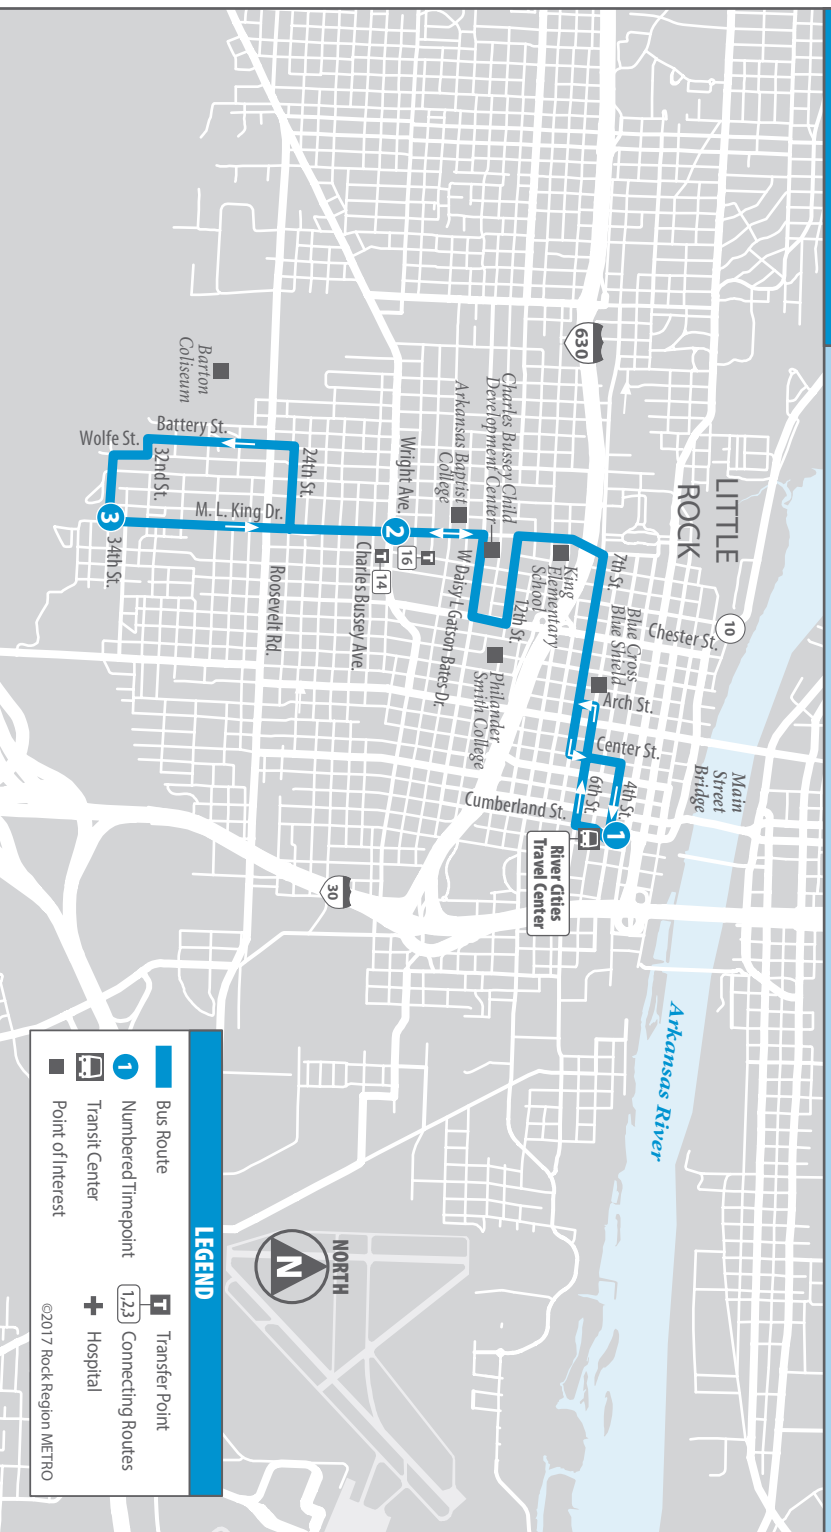 LITTLE
ROCK
10
630
30
Arkansas River
Main
Street
Bridge
Chester St.
7th St.
Blue Cross
Blue Shield
Arch St.
Center St.
4th St.
6th St.
Cumberland St.
1
River Cities
Travel Center
King
Elementary
School
12th St.
Charles Bussey Child
Development Center
Arkansas Baptist
College
W Daisy L Gatson Bates Dr.
Philander
Smith College
Wright Ave.
2
T
16
T
14
Charles Bussey Ave.
24th St.
Roosevelt Rd.
M. L. King Dr.
Battery St.
Barton
Coliseum
32nd St.
Wolfe St.
3
34th St.
NORTH
N
LEGEND
Bus Route
1
Numbered Timepoint
Transit Center
Point of Interest
T
Transfer Point
1,2,3
Connecting Routes
Hospital
©2017 Rock Region METRO